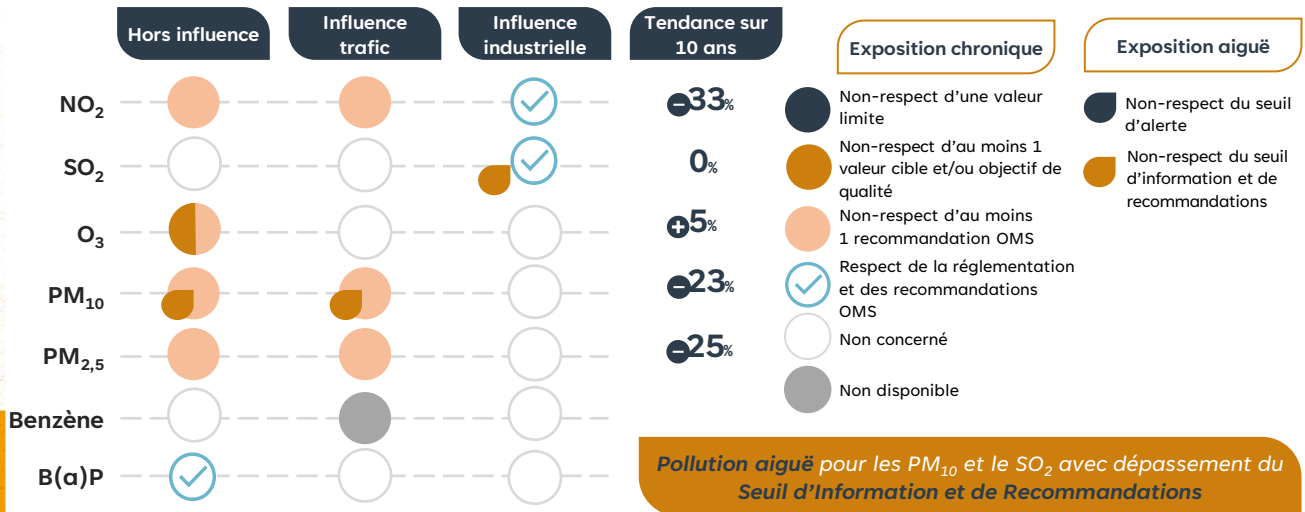 Hors influence
Influence
trafic
Influence
industrielle
Tendance sur
10 ans
NO₂
-33%
SO₂
0%
O₃
+5%
PM₁₀
-23%
PM₂,₅
-25%
Benzène
B(a)P
Exposition chronique
Non-respect d’une valeur
limite
Non-respect d’au moins 1
valeur cible et/ou objectif de
qualité
Non-respect d’au moins
1 recommandation OMS
Respect de la réglementation
et des recommandations
OMS
Non concerné
Non disponible
Exposition aiguë
Non-respect du seuil
d’alerte
Non-respect du seuil
d’information et de
recommandations
Pollution aiguë pour les PM₁₀ et le SO₂ avec dépassement du
Seuil d’Information et de Recommandations